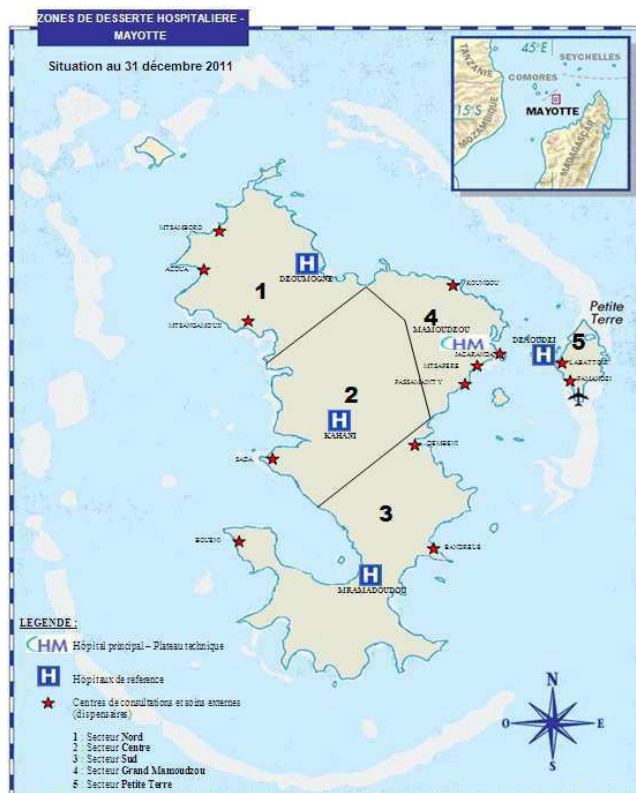 ZONES DE DESSERTE HOSPITALIERE -
MAYOTTE
Situation au 31 décembre 2011
45°E
TANZANIE
SEYCHELLES
COMORES
15°S
MAYOTTE
MOZAMBIQUE
MADAGASCAR
MTSAMBORO
ACOUA
H
DZOUMOGNE
1
MTSANGAMOUJI
KOUNGOU
4
MAMOUDZOU
CHM
JACARANDA
MTSAPERE
PASSAMAINTY
Petite
Terre
DZAOUDZI
H
5
LABATTOIR
PAMANDZI
2
H
KAHANI
SADA
DEMBENI
3
BOUENI
BANDRELE
H
MRAMADOUDOU
LEGENDE :
CHM Hôpital principal – Plateau technique
H Hôpitaux de reference
Centres de consultations et soins externes
(dispensaires)
1 : Secteur Nord
2 : Secteur Centre
3 : Secteur Sud
4 : Secteur Grand Mamoudzou
5 : Secteur Petite Terre
N
O
E
S